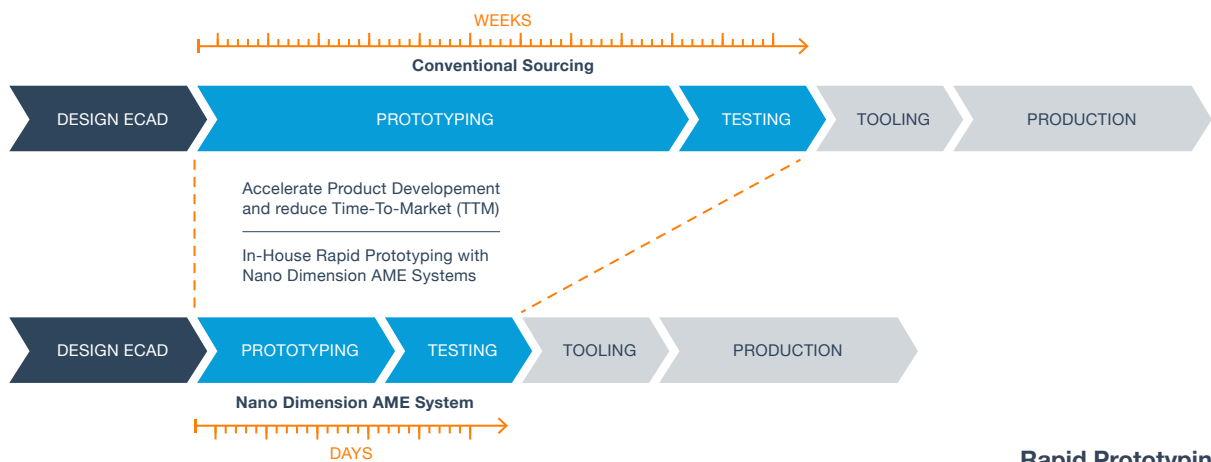 WEEKS
Conventional Sourcing
DESIGN ECAD
PROTOTYPING
TESTING
TOOLING
PRODUCTION
Accelerate Product Developement
and reduce Time-To-Market (TTM)
In-House Rapid Prototyping with
Nano Dimension AME Systems
DESIGN ECAD
PROTOTYPING
TESTING
TOOLING
PRODUCTION
Nano Dimension AME System
DAYS
Rapid Prototypin